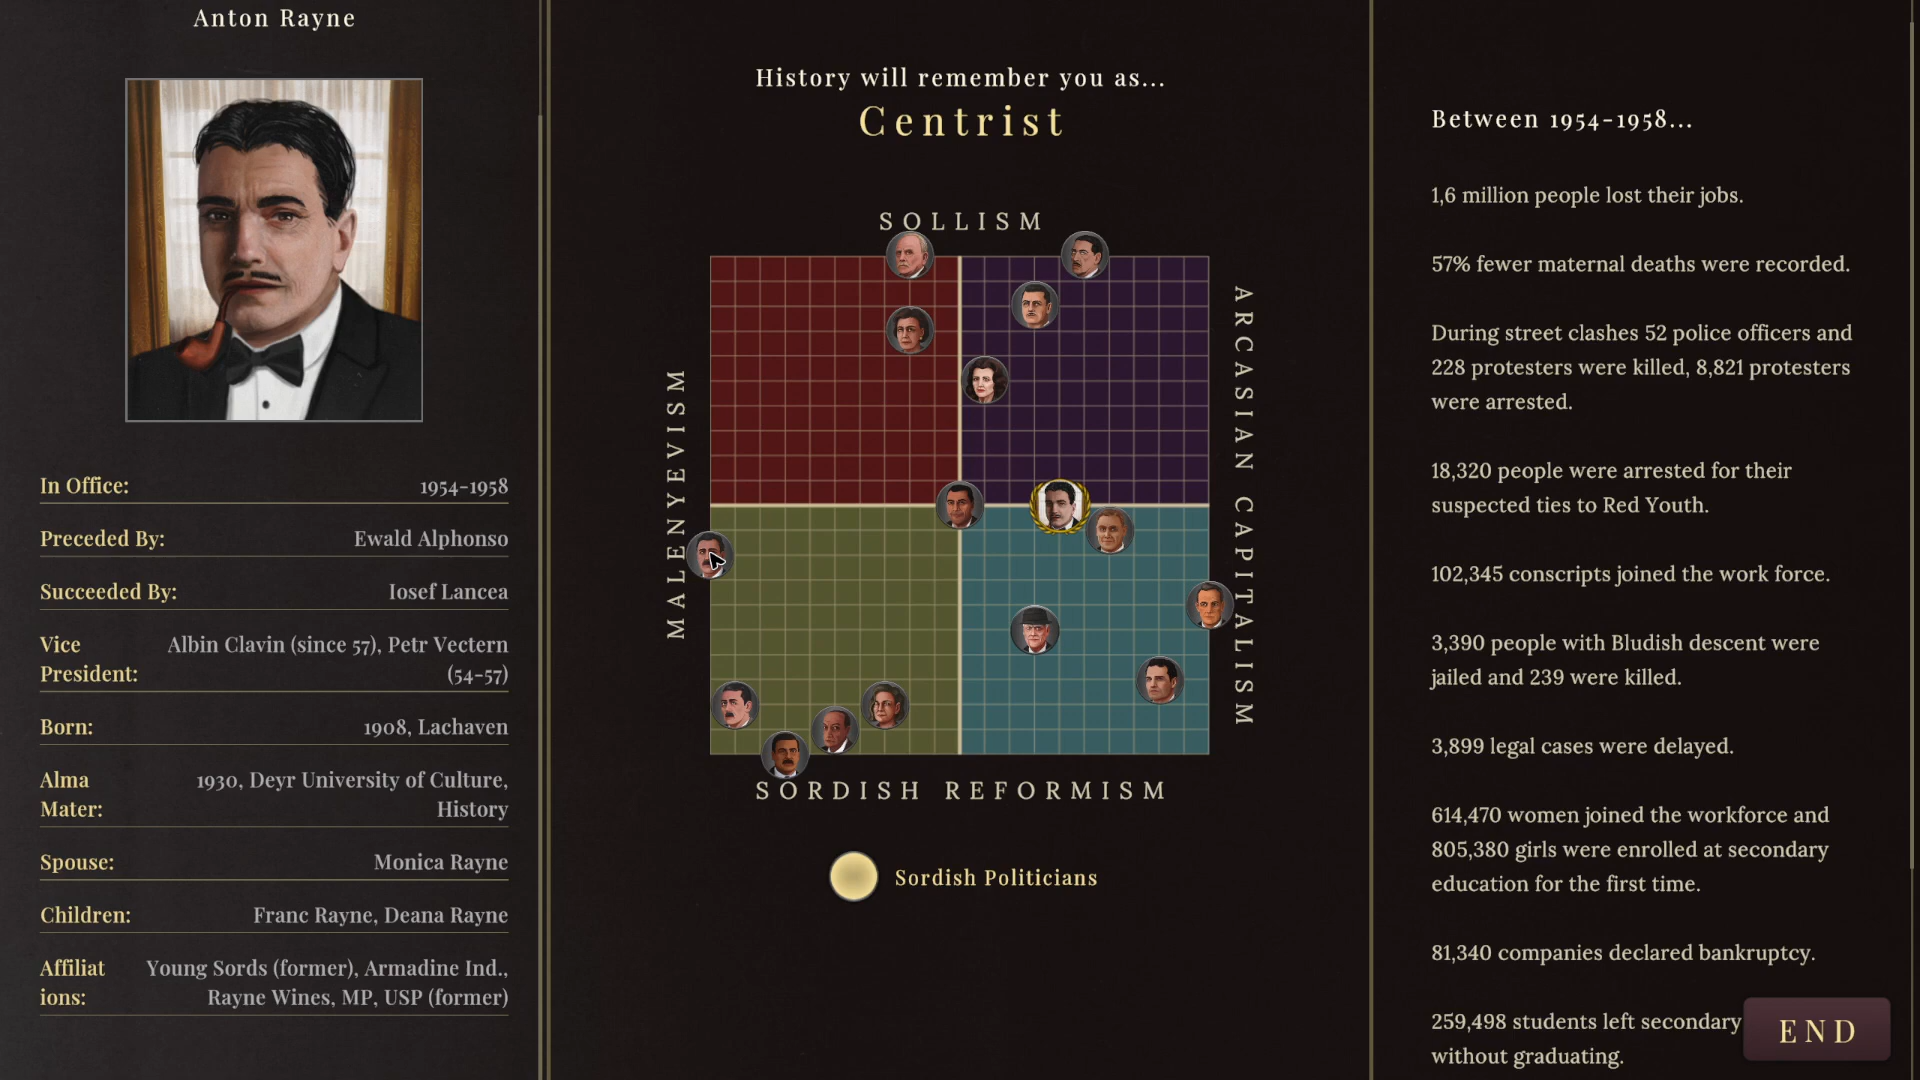 Anton Rayne
In Office: 1954-1958
Preceded By: Ewald Alphonso
Succeeded By: Iosef Lancea
Vice President: Albin Clavin (since 57), Petr Vectern (54-57)
Born: 1908, Lachaven
Alma Mater: 1930, Deyr University of Culture, History
Spouse: Monica Rayne
Children: Franc Rayne, Deana Rayne
Affiliat ions: Young Sords (former), Armadine Ind., Rayne Wines, MP, USP (former)
History will remember you as...
Centrist
SOLLISM
MALENYEVISM
ARCASIAN CAPITALISM
SORDISH REFORMISM
Sordish Politicians
Between 1954-1958...
1,6 million people lost their jobs.
57% fewer maternal deaths were recorded.
During street clashes 52 police officers and
228 protesters were killed, 8,821 protesters
were arrested.
18,320 people were arrested for their
suspected ties to Red Youth.
102,345 conscripts joined the work force.
3,390 people with Bludish descent were
jailed and 239 were killed.
3,899 legal cases were delayed.
614,470 women joined the workforce and
805,380 girls were enrolled at secondary
education for the first time.
81,340 companies declared bankruptcy.
259,498 students left secondary
without graduating.
END